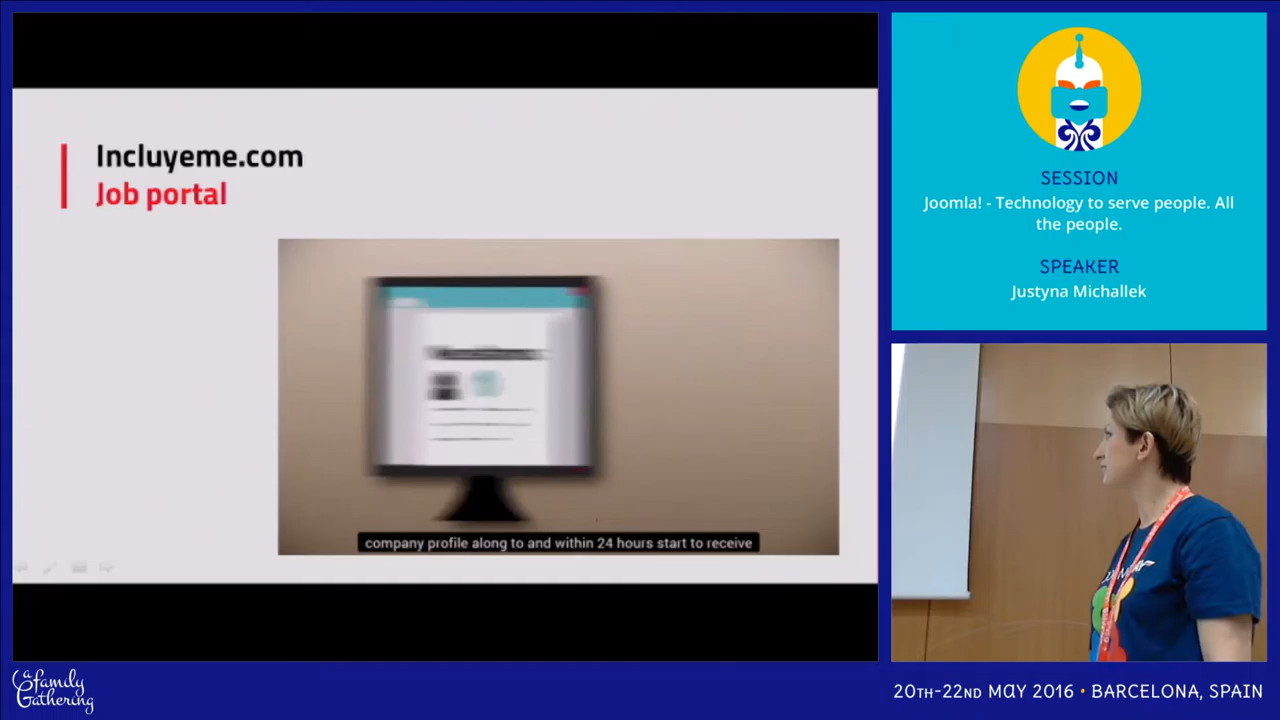 Incluyeme.com
Job portal
company profile along to and within 24 hours start to receive
SESSION
Joomla! - Technology to serve people. All
the people.
SPEAKER
Justyna Michallek
a family
Gathering
20TH-22ND MAY 2016 • BARCELONA, SPAIN